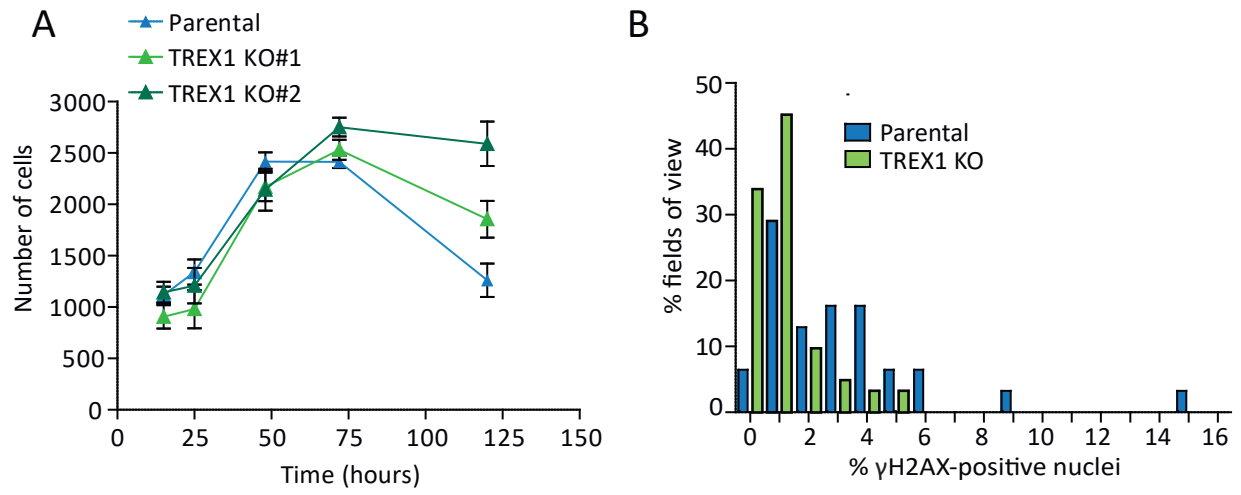 A
Parental
TREX1 KO#1
TREX1 KO#2
3000
2500
2000
1500
1000
500
0
Number of cells
0 25 50 75 100 125 150
Time (hours)
B
50
40
30
20
10
0
% fields of view
Parental
TREX1 KO
0 2 4 6 8 10 12 14 16
% γH2AX-positive nuclei